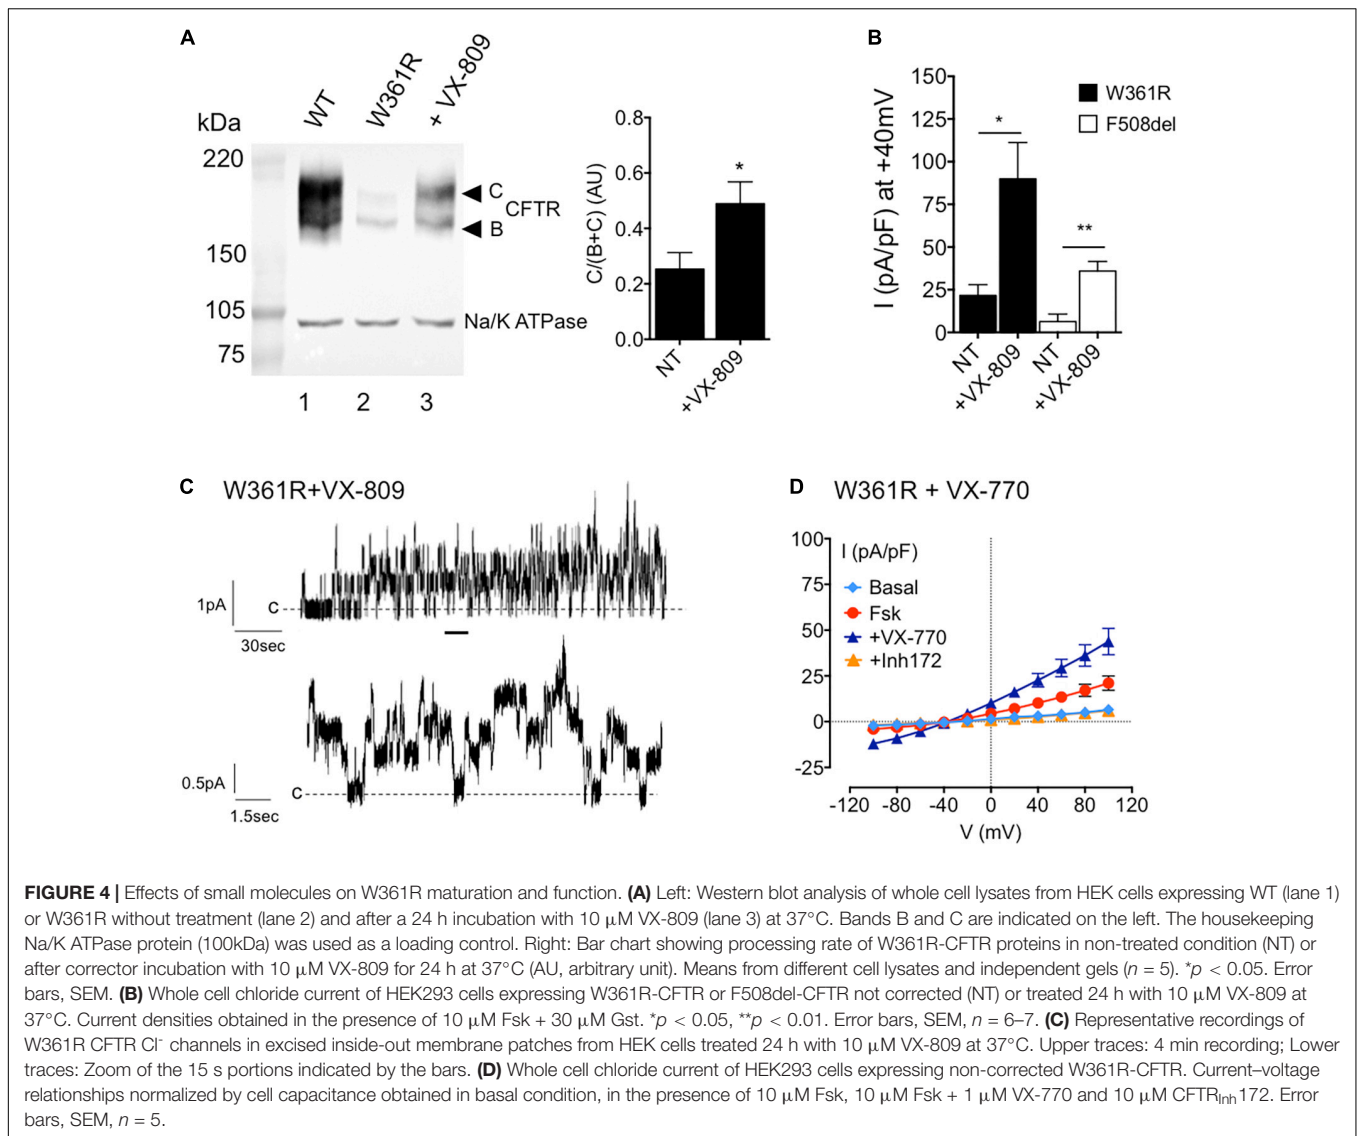 A
WT
W361R
+ VX-809
kDa
220
150
105
75
C
CFTR
B
Na/K ATPase
1 2 3
C/(B+C) (AU)
0.8
0.6
0.4
0.2
0.0
*
NT
+VX-809
B
I (pA/pF) at +40mV
150
125
100
75
50
25
0
W361R
F508del
*
**
NT
+VX-809
NT
+VX-809
C
W361R+VX-809
1pA
30sec
c
0.5pA
1.5sec
c
D
W361R + VX-770
I (pA/pF)
Basal
Fsk
+VX-770
+Inh172
100
75
50
25
0
-25
-120 -80 -40 0 40 80 120
V (mV)
FIGURE 4 | Effects of small molecules on W361R maturation and function. (A) Left: Western blot analysis of whole cell lysates from HEK cells expressing WT (lane 1)
or W361R without treatment (lane 2) and after a 24 h incubation with 10 μM VX-809 (lane 3) at 37°C. Bands B and C are indicated on the left. The housekeeping
Na/K ATPase protein (100kDa) was used as a loading control. Right: Bar chart showing processing rate of W361R-CFTR proteins in non-treated condition (NT) or
after corrector incubation with 10 μM VX-809 for 24 h at 37°C (AU, arbitrary unit). Means from different cell lysates and independent gels (n = 5). *p < 0.05. Error
bars, SEM. (B) Whole cell chloride current of HEK293 cells expressing W361R-CFTR or F508del-CFTR not corrected (NT) or treated 24 h with 10 μM VX-809 at
37°C. Current densities obtained in the presence of 10 μM Fsk + 30 μM Gst. *p < 0.05, **p < 0.01. Error bars, SEM, n = 6–7. (C) Representative recordings of
W361R CFTR Cl⁻ channels in excised inside-out membrane patches from HEK cells treated 24 h with 10 μM VX-809 at 37°C. Upper traces: 4 min recording; Lower
traces: Zoom of the 15 s portions indicated by the bars. (D) Whole cell chloride current of HEK293 cells expressing non-corrected W361R-CFTR. Current–voltage
relationships normalized by cell capacitance obtained in basal condition, in the presence of 10 μM Fsk, 10 μM Fsk + 1 μM VX-770 and 10 μM CFTRInh172. Error
bars, SEM, n = 5.